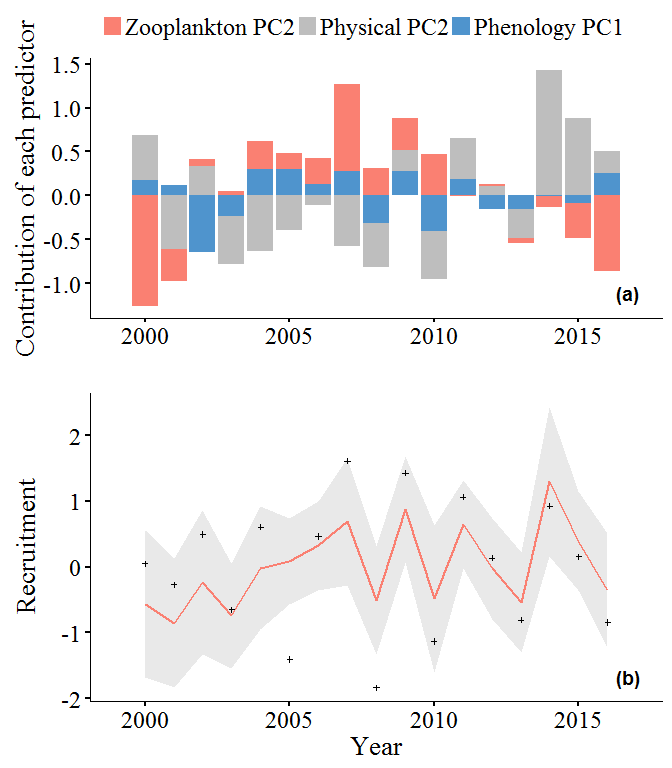 Zooplankton PC2 Physical PC2 Phenology PC1
Contribution of each predictor
1.5
1.0
0.5
0.0
-0.5
-1.0
(a)
2000 2005 2010 2015
Recruitment
2
1
0
-1
-2
(b)
2000 2005 2010 2015
Year